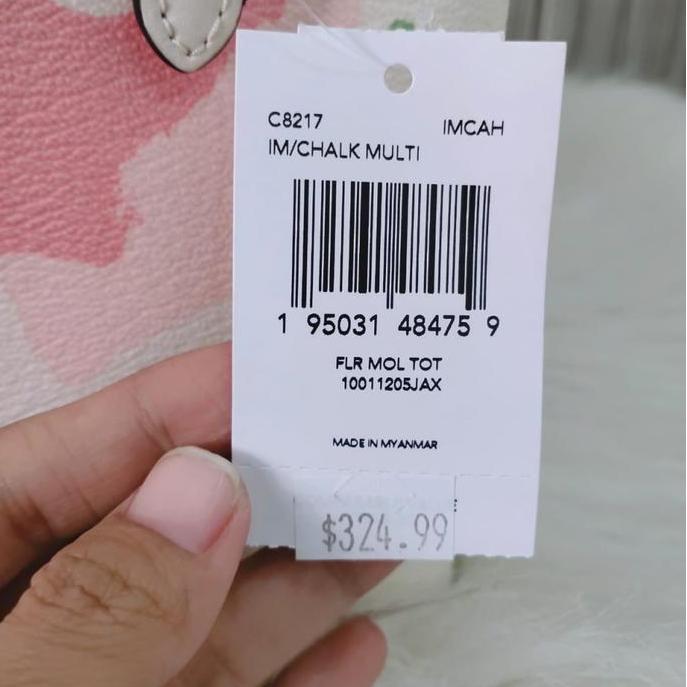 C8217 IMCAH
IM/CHALK MULTI
1 95031 48475 9
FLR MOL TOT
10011205JAX
MADE IN MYANMAR
$324.99